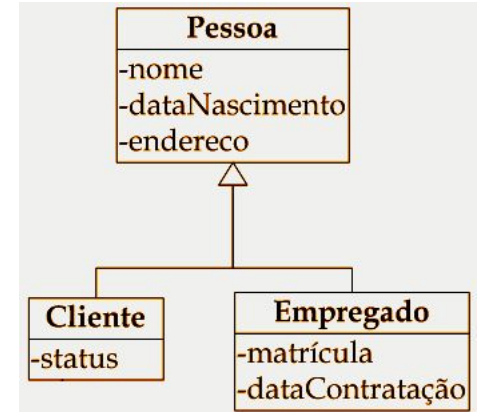 Pessoa
-nome
-dataNascimento
-endereco
Cliente
-status
Empregado
-matrícula
-dataContratação